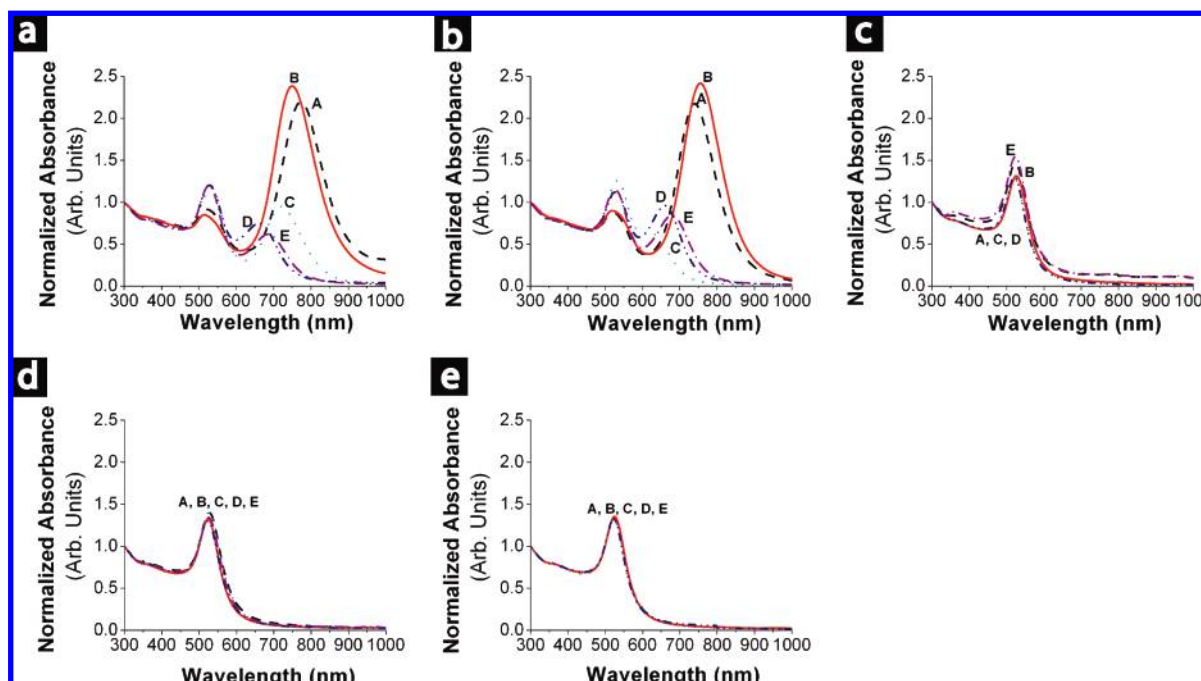 a
Normalized Absorbance
(Arb. Units)
2.5
2.0
1.5
1.0
0.5
0.0
B
A
C
D
E
300 400 500 600 700 800 900 1000
Wavelength (nm)
b
Normalized Absorbance
(Arb. Units)
2.5
2.0
1.5
1.0
0.5
0.0
B
A
D
E
C
300 400 500 600 700 800 900 1000
Wavelength (nm)
c
Normalized Absorbance
(Arb. Units)
2.5
2.0
1.5
1.0
0.5
0.0
E
B
A, C, D
300 400 500 600 700 800 900 100
Wavelength (nm)
d
Normalized Absorbance
(Arb. Units)
2.5
2.0
1.5
1.0
0.5
0.0
A, B, C, D, E
300 400 500 600 700 800 900 1000
Wavelength (nm)
e
Normalized Absorbance
(Arb. Units)
2.5
2.0
1.5
1.0
0.5
0.0
A, B, C, D, E
300 400 500 600 700 800 900 1000
Wavelength (nm)